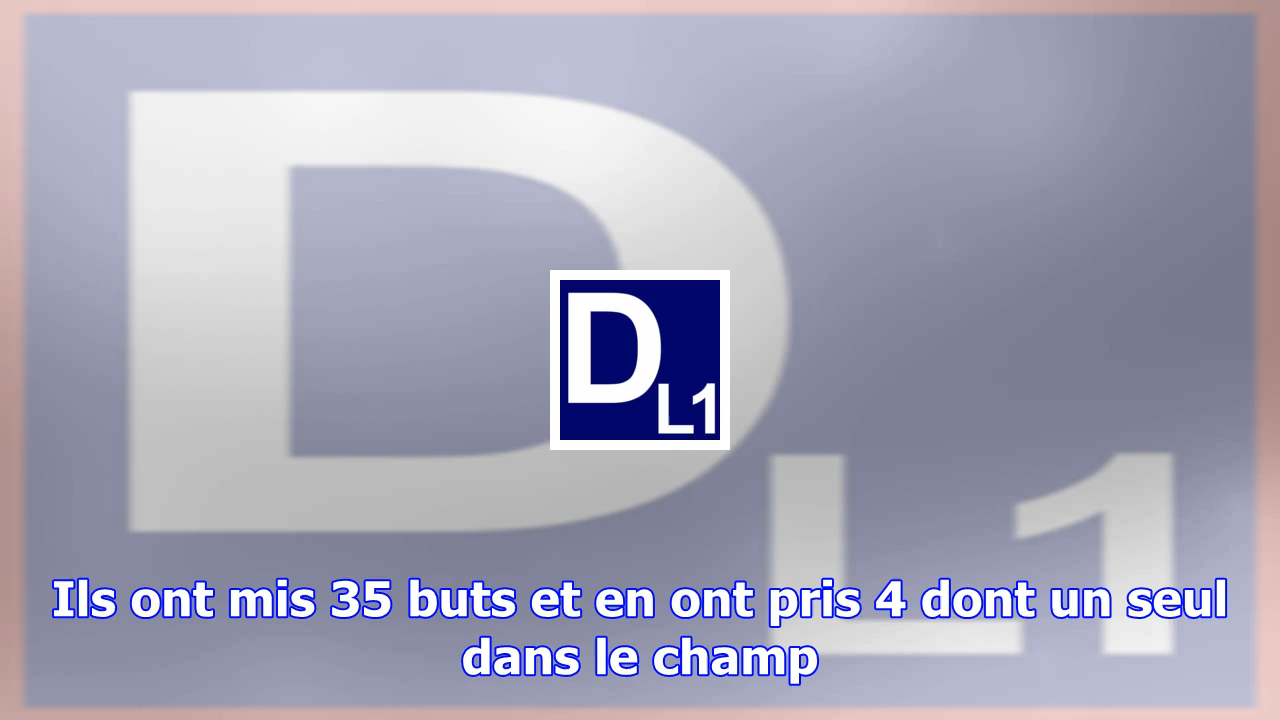 D
L1
D
L1
Ils ont mis 35 buts et en ont pris 4 dont un seul
dans le champ